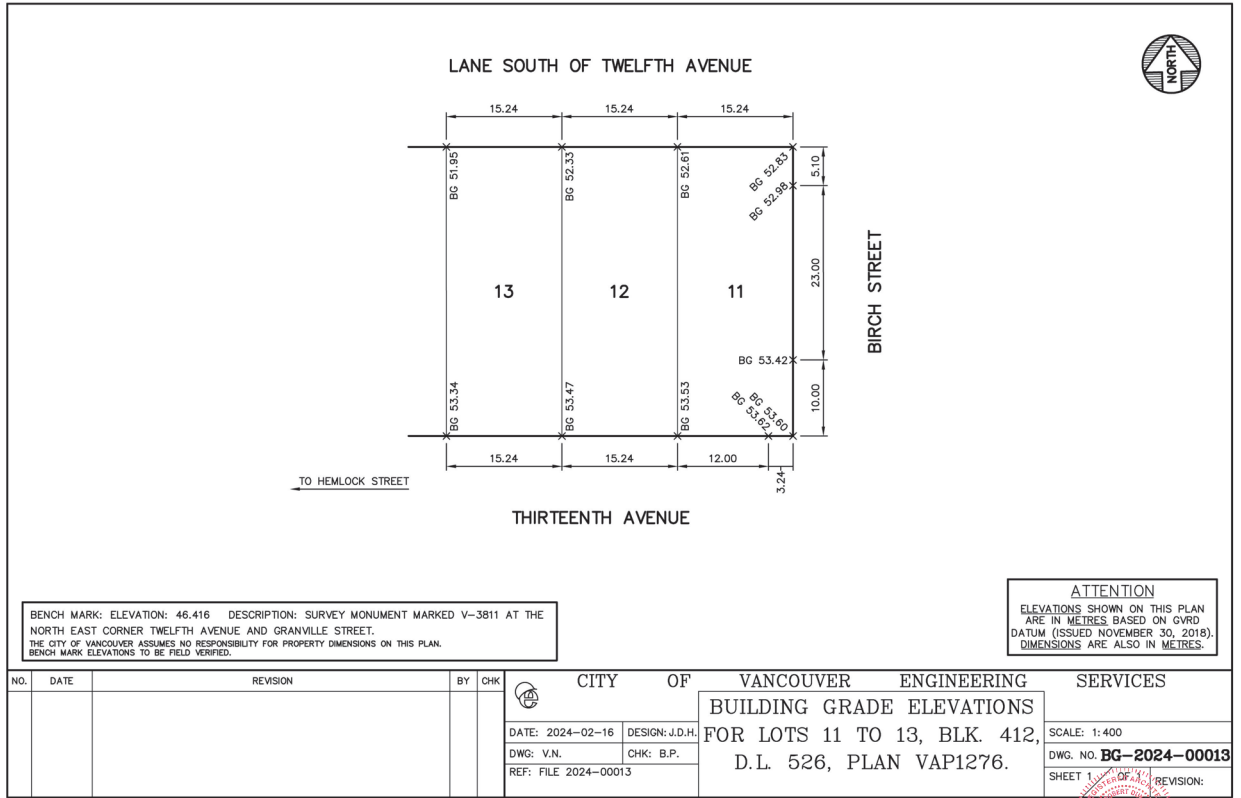 LANE SOUTH OF TWELFTH AVENUE
NORTH
15.24 15.24 15.24
BG 51.95
BG 52.33
BG 52.61
BG 52.83
BG 52.98
5.10
23.00
10.00
BIRCH STREET
13 12 11
BG 53.42
BG 53.34
BG 53.47
BG 53.53
BG 53.60
BG 53.62
15.24 15.24 12.00
3.24
TO HEMLOCK STREET
THIRTEENTH AVENUE
BENCH MARK: ELEVATION: 46.416 DESCRIPTION: SURVEY MONUMENT MARKED V-3811 AT THE
NORTH EAST CORNER TWELFTH AVENUE AND GRANVILLE STREET.
THE CITY OF VANCOUVER ASSUMES NO RESPONSIBILITY FOR PROPERTY DIMENSIONS ON THIS PLAN.
BENCH MARK ELEVATIONS TO BE FIELD VERIFIED.
ATTENTION
ELEVATIONS SHOWN ON THIS PLAN
ARE IN METRES BASED ON GVRD
DATUM (ISSUED NOVEMBER 30, 2018).
DIMENSIONS ARE ALSO IN METRES.
NO. DATE REVISION BY CHK
CITY OF VANCOUVER ENGINEERING SERVICES
BUILDING GRADE ELEVATIONS
FOR LOTS 11 TO 13, BLK. 412,
D.L. 526, PLAN VAP1276.
DATE: 2024-02-16 DESIGN: J.D.H.
DWG: V.N. CHK: B.P.
REF: FILE 2024-00013
SCALE: 1:400
DWG. NO. BG-2024-00013
SHEET 1 OF 1 REVISION: